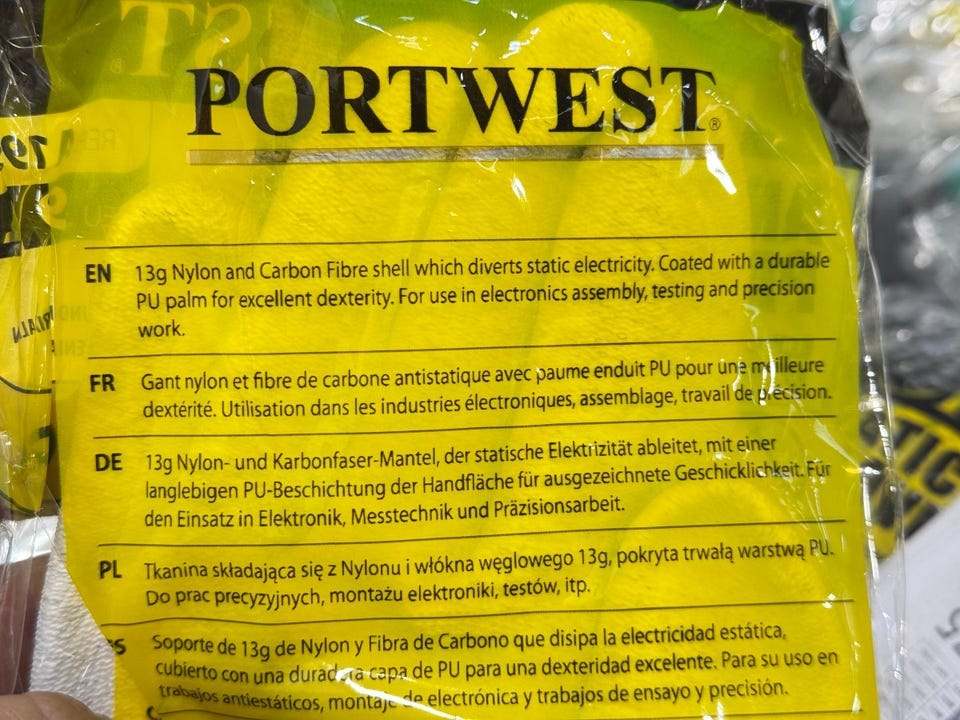 PORTWEST®
EN 13g Nylon and Carbon Fibre shell which diverts static electricity. Coated with a durable
PU palm for excellent dexterity. For use in electronics assembly, testing and precision
work.
FR Gant nylon et fibre de carbone antistatique avec paume enduit PU pour une meilleure
dextérité. Utilisation dans les industries électroniques, assemblage, travail de précision.
DE 13g Nylon- und Karbonfaser-Mantel, der statische Elektrizität ableitet, mit einer
langlebigen PU-Beschichtung der Handfläche für ausgezeichnete Geschicklichkeit. Für
den Einsatz in Elektronik, Messtechnik und Präzisionsarbeit.
PL Tkanina składająca się z Nylonu i włókna węglowego 13g, pokryta trwałą warstwą PU.
Do prac precyzyjnych, montażu elektroniki, testów, itp.
ES Soporte de 13g de Nylon y Fibra de Carbono que disipa la electricidad estática,
cubierto con una duradera capa de PU para una dexteridad excelente. Para su uso en
trabajos antiestáticos, montaje de electrónica y trabajos de ensayo y precisión.